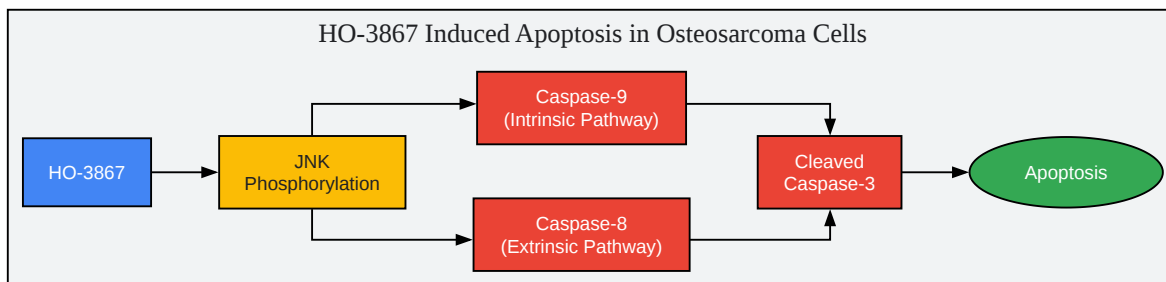 HO-3867 Induced Apoptosis in Osteosarcoma Cells
HO-3867
JNK
Phosphorylation
Caspase-9
(Intrinsic Pathway)
Caspase-8
(Extrinsic Pathway)
Cleaved
Caspase-3
Apoptosis